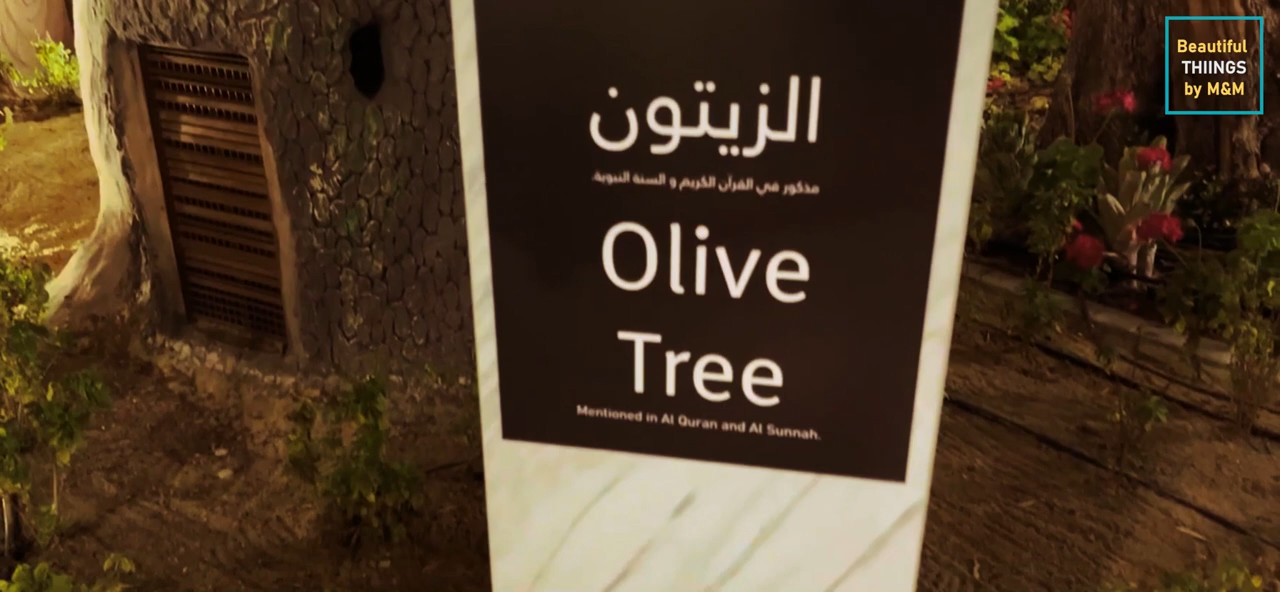 الزيتون
مذكور في القرآن الكريم و السنة النبوية.
Olive
Tree
Mentioned in Al Quran and Al Sunnah.
Beautiful
THIINGS
by M&M